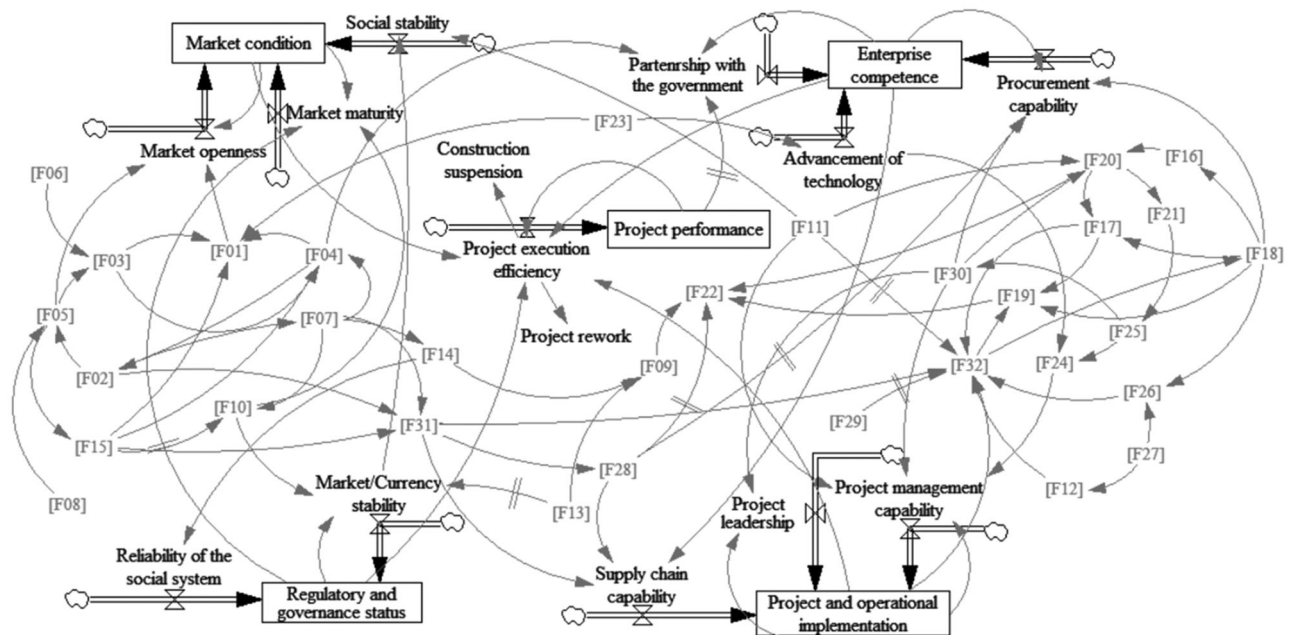 Social stability
Market condition
Partenrship with
the government
Enterprise
competence
Procurement
capability
Market maturity
[F23]
Market openness
Construction
suspension
Advancement of
technology
[F20]
[F16]
[F06]
[F21]
[F03]
[F01]
[F04]
Project performance
[F11]
[F17]
[F18]
Project execution
efficiency
[F30]
[F22]
[F19]
[F05]
[F07]
Project rework
[F25]
[F14]
[F09]
[F32]
[F24]
[F02]
[F26]
[F10]
[F31]
[F29]
[F15]
[F28]
[F27]
Market/Currency
stability
[F08]
[F13]
Project
leadership
Project management
capability
[F12]
Reliability of the
social system
Supply chain
capability
Regulatory and
governance status
Project and operational
implementation